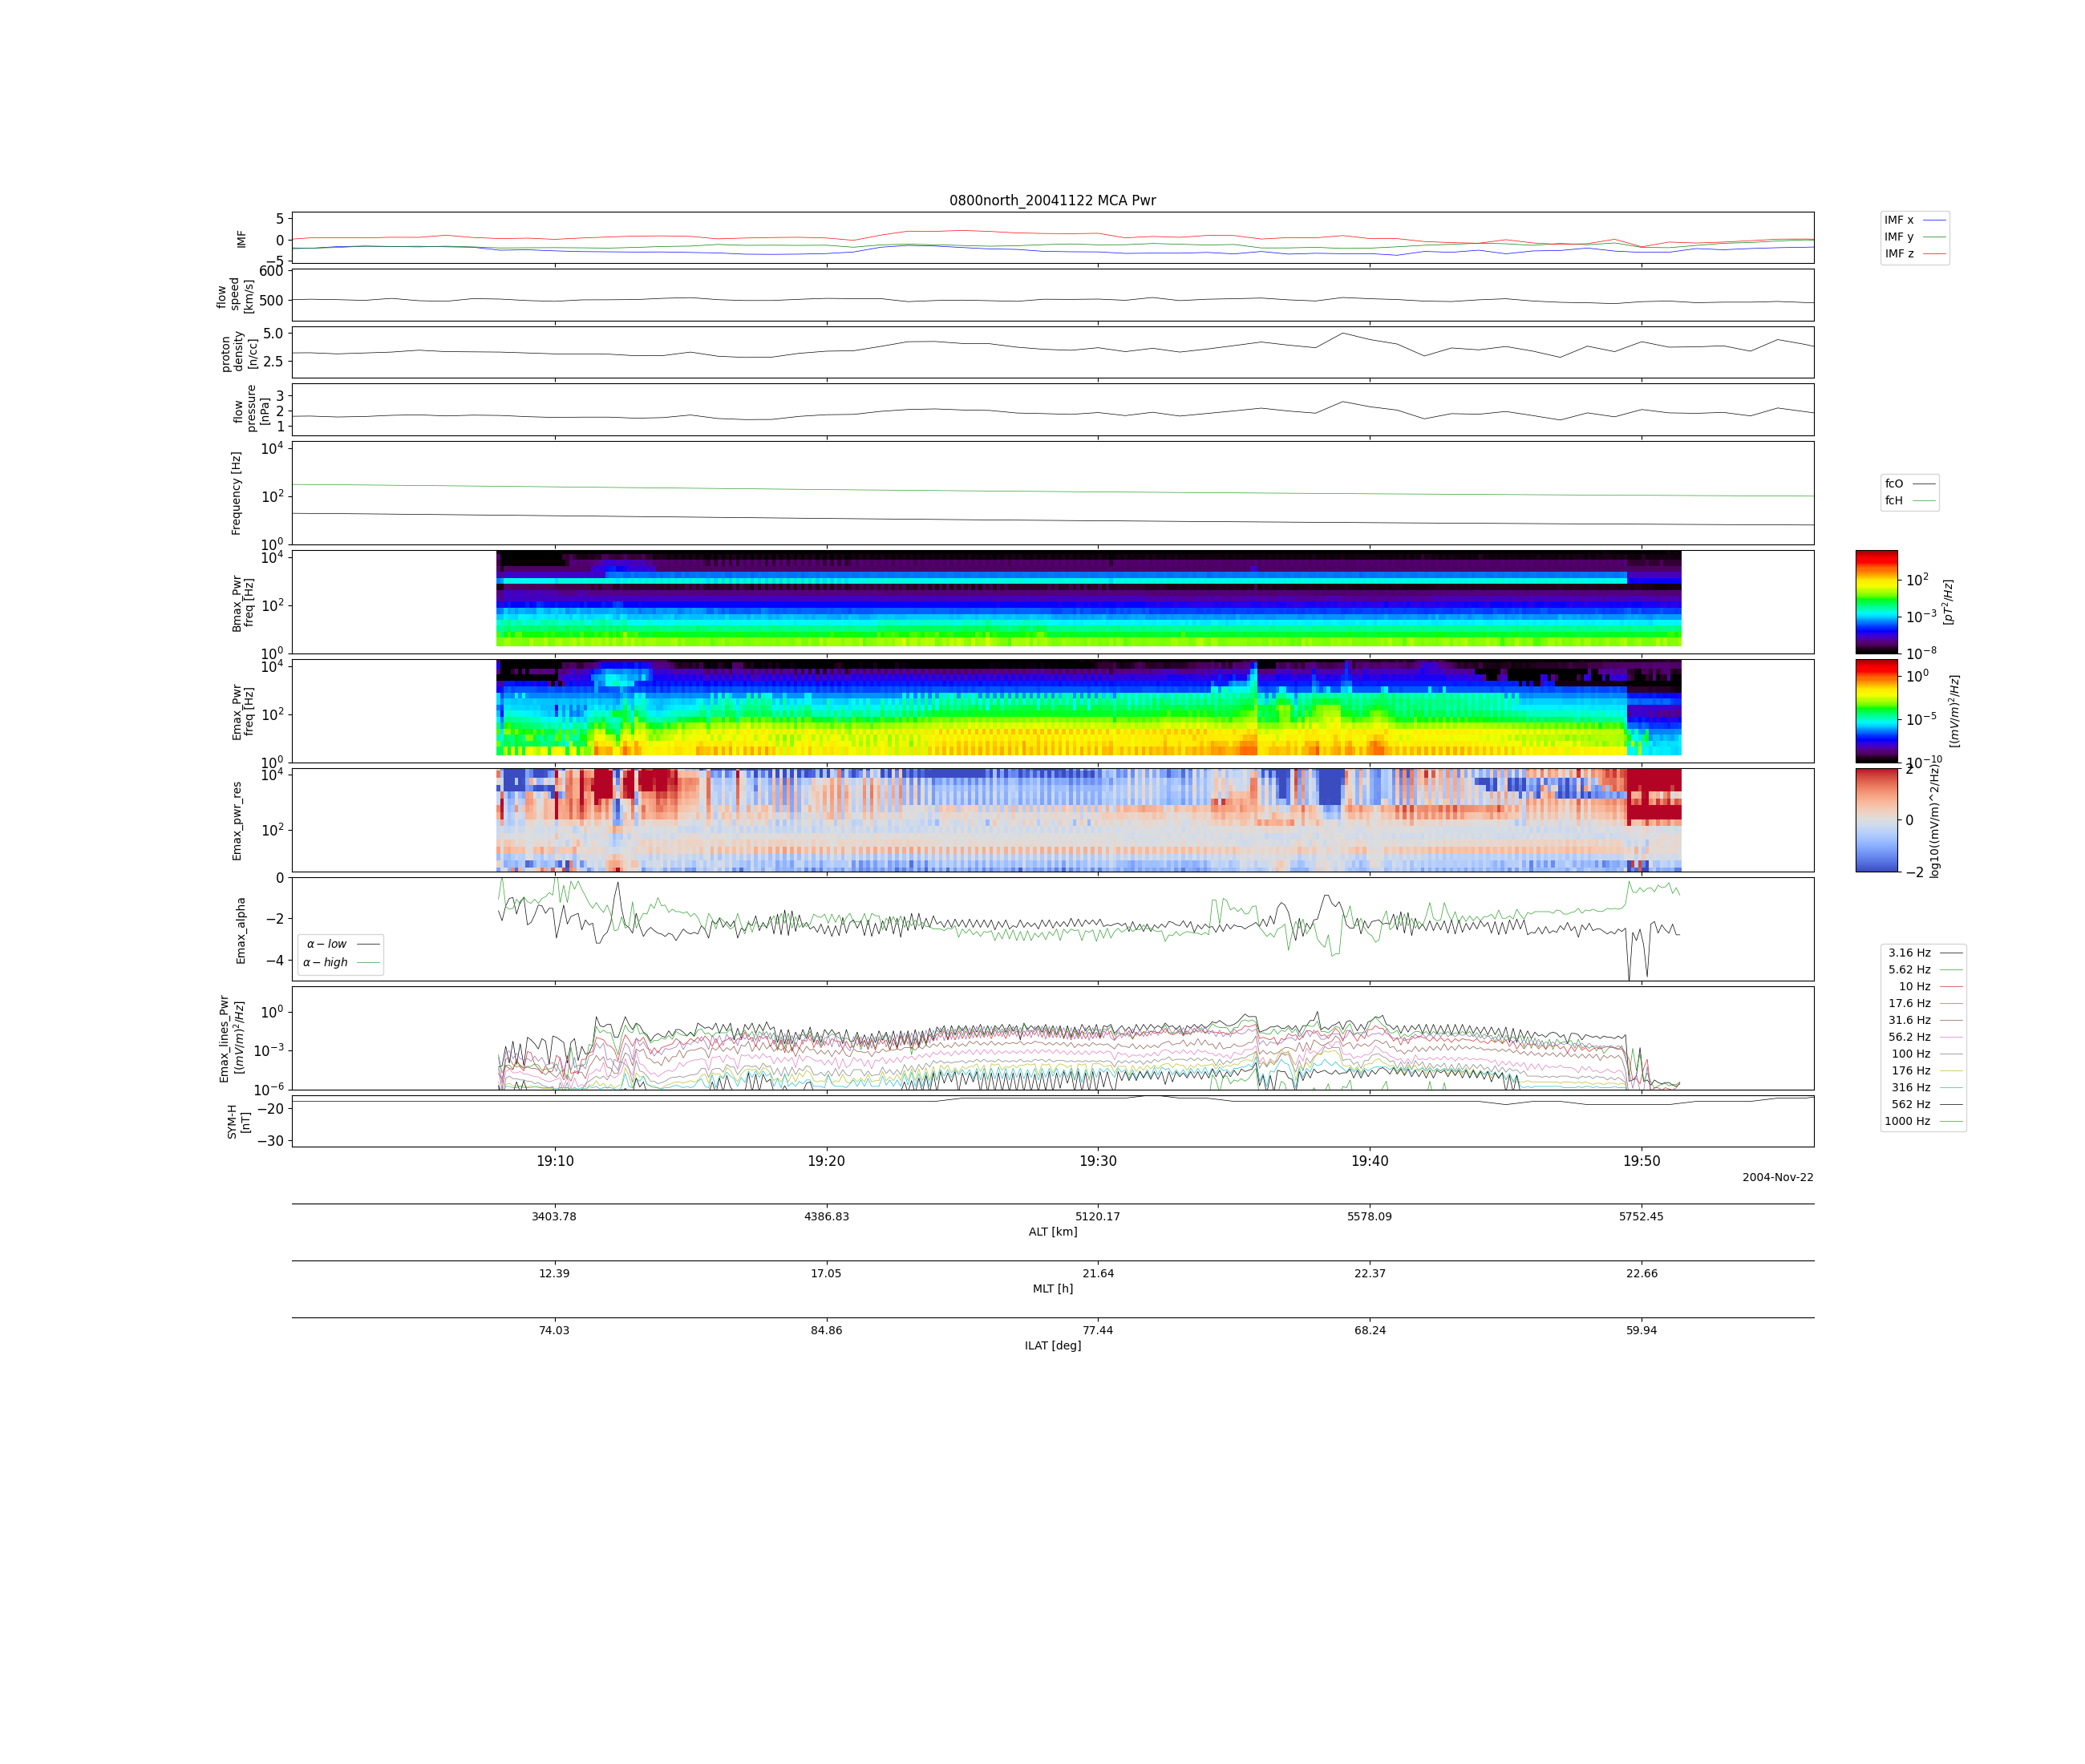 0800north_20041122 MCA Pwr
IMF
5
0
−5
IMF x
IMF y
IMF z
flow
speed
[km/s]
600
500
proton
density
[n/cc]
5.0
2.5
flow
pressure
[nPa]
3
2
1
Frequency [Hz]
10^4
10^2
10^0
fcO
fcH
Bmax_Pwr
freq [Hz]
10^4
10^2
10^0
10^2
10^−3
10^−8
[pT^2/Hz]
Emax_Pwr
freq [Hz]
10^4
10^2
10^0
10^0
10^−5
10^−10
[(mV/m)^2/Hz]
Emax_pwr_res
10^4
10^2
2
0
−2
log10((mV/m)^2/Hz)
Emax_alpha
0
−2
−4
α − low
α − high
Emax_lines_Pwr
[(mV/m)^2/Hz]
10^0
10^−3
10^−6
3.16 Hz
5.62 Hz
10 Hz
17.6 Hz
31.6 Hz
56.2 Hz
100 Hz
176 Hz
316 Hz
562 Hz
1000 Hz
SYM-H
[nT]
−20
−30
19:10 19:20 19:30 19:40 19:50
2004-Nov-22
3403.78 4386.83 5120.17 5578.09 5752.45
ALT [km]
12.39 17.05 21.64 22.37 22.66
MLT [h]
74.03 84.86 77.44 68.24 59.94
ILAT [deg]